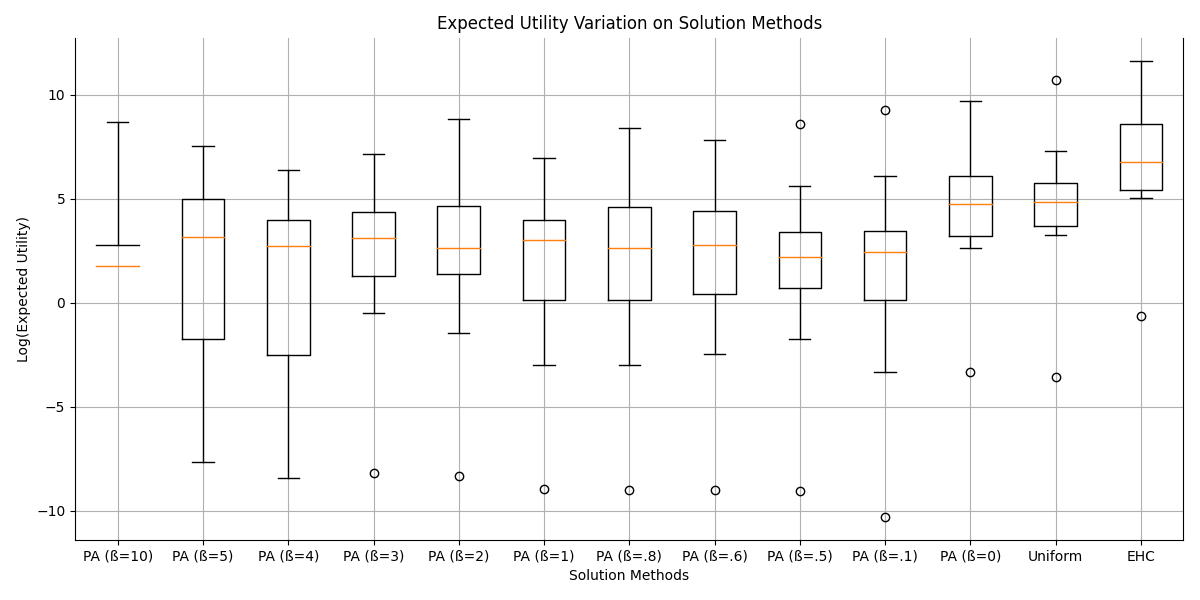 Expected Utility Variation on Solution Methods
Log(Expected Utility)
10
5
0
−5
−10
PA (ß=10) PA (ß=5) PA (ß=4) PA (ß=3) PA (ß=2) PA (ß=1) PA (ß=.8) PA (ß=.6) PA (ß=.5) PA (ß=.1) PA (ß=0) Uniform EHC
Solution Methods